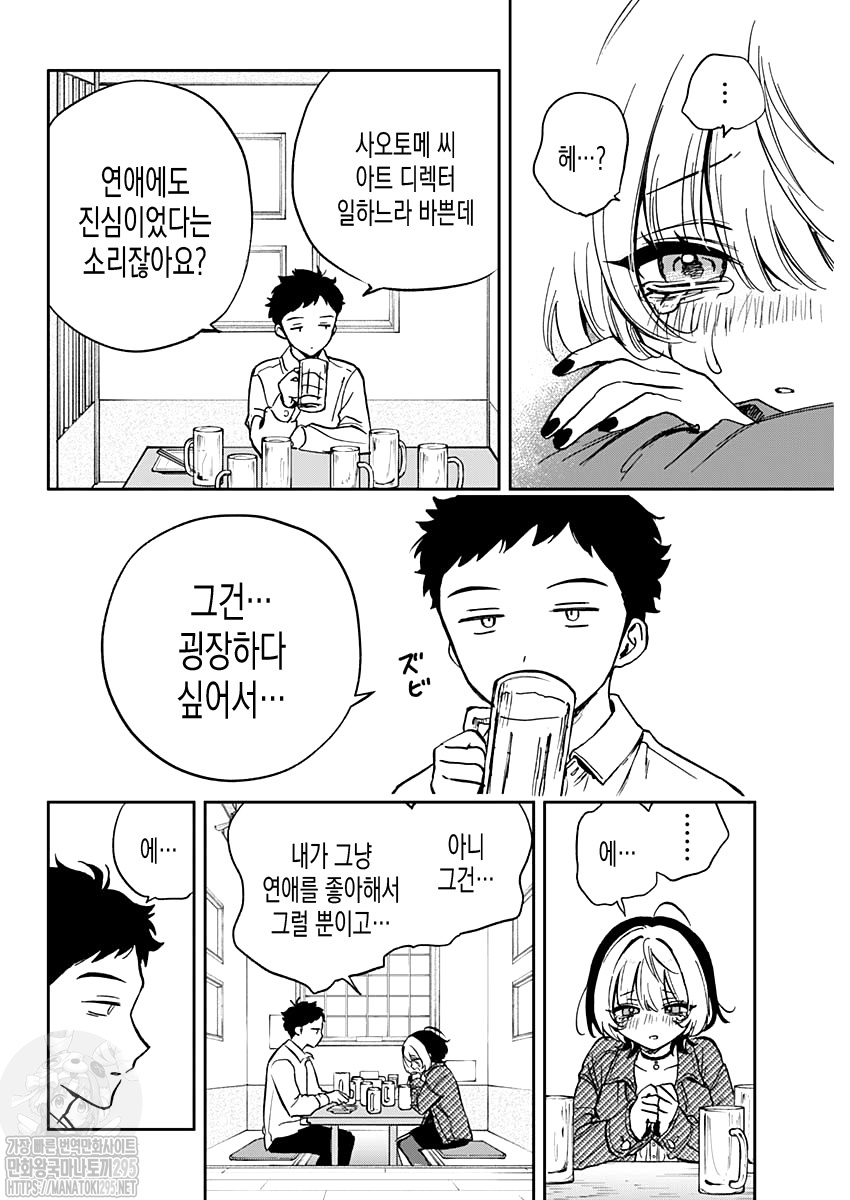 …
헤…?
사오토메 씨
아트 디렉터
일하느라 바쁜데
연애에도
진심이었다는
소리잖아요?
그건…
굉장하다
싶어서…
ズビ
…
에…
아니
그건…
내가 그냥
연애를 좋아해서
그럴 뿐이고…
에…
가장 빠른 번역만화사이트
만화왕국마나토끼295
HTTPS://MANATOKI295.NET